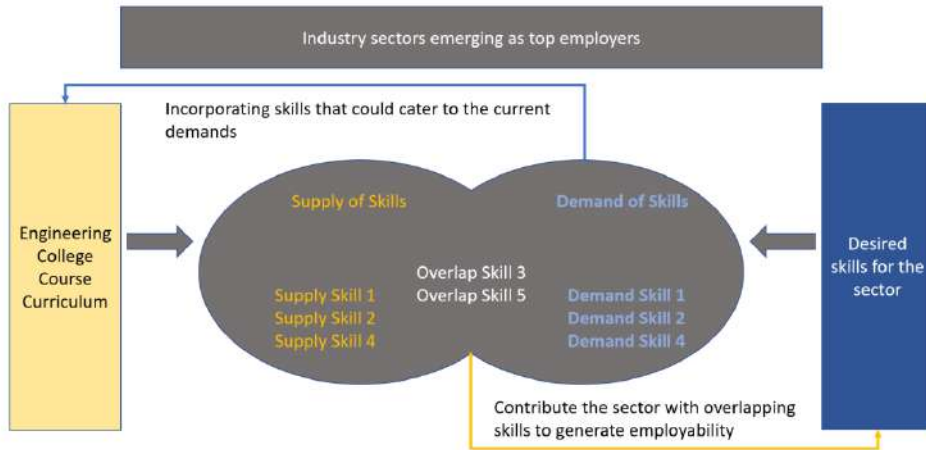 Industry sectors emerging as top employers
Incorporating skills that could cater to the current
demands
Engineering
College
Course
Curriculum
Supply of Skills
Supply Skill 1
Supply Skill 2
Supply Skill 4
Overlap Skill 3
Overlap Skill 5
Demand of Skills
Demand Skill 1
Demand Skill 2
Demand Skill 4
Desired
skills for the
sector
Contribute the sector with overlapping
skills to generate employability